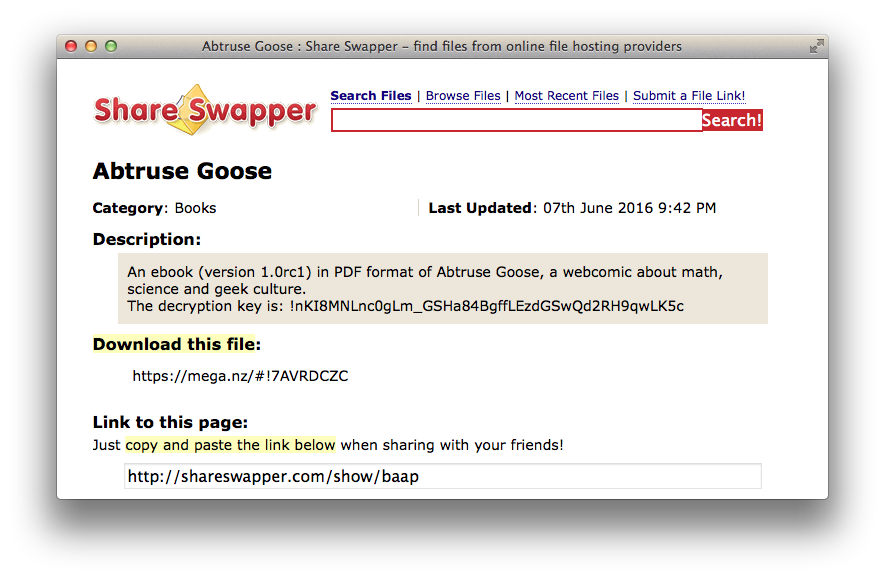 Abtruse Goose : Share Swapper – find files from online file hosting providers
Share Swapper
Search Files | Browse Files | Most Recent Files | Submit a File Link!
Search!
Abtruse Goose
Category: Books
Last Updated: 07th June 2016 9:42 PM
Description:
An ebook (version 1.0rc1) in PDF format of Abtruse Goose, a webcomic about math,
science and geek culture.
The decryption key is: !nKI8MNLnc0gLm_GSHa84BgffLEzdGSwQd2RH9qwLK5c
Download this file:
https://mega.nz/#!7AVRDCZC
Link to this page:
Just copy and paste the link below when sharing with your friends!
http://shareswapper.com/show/baap